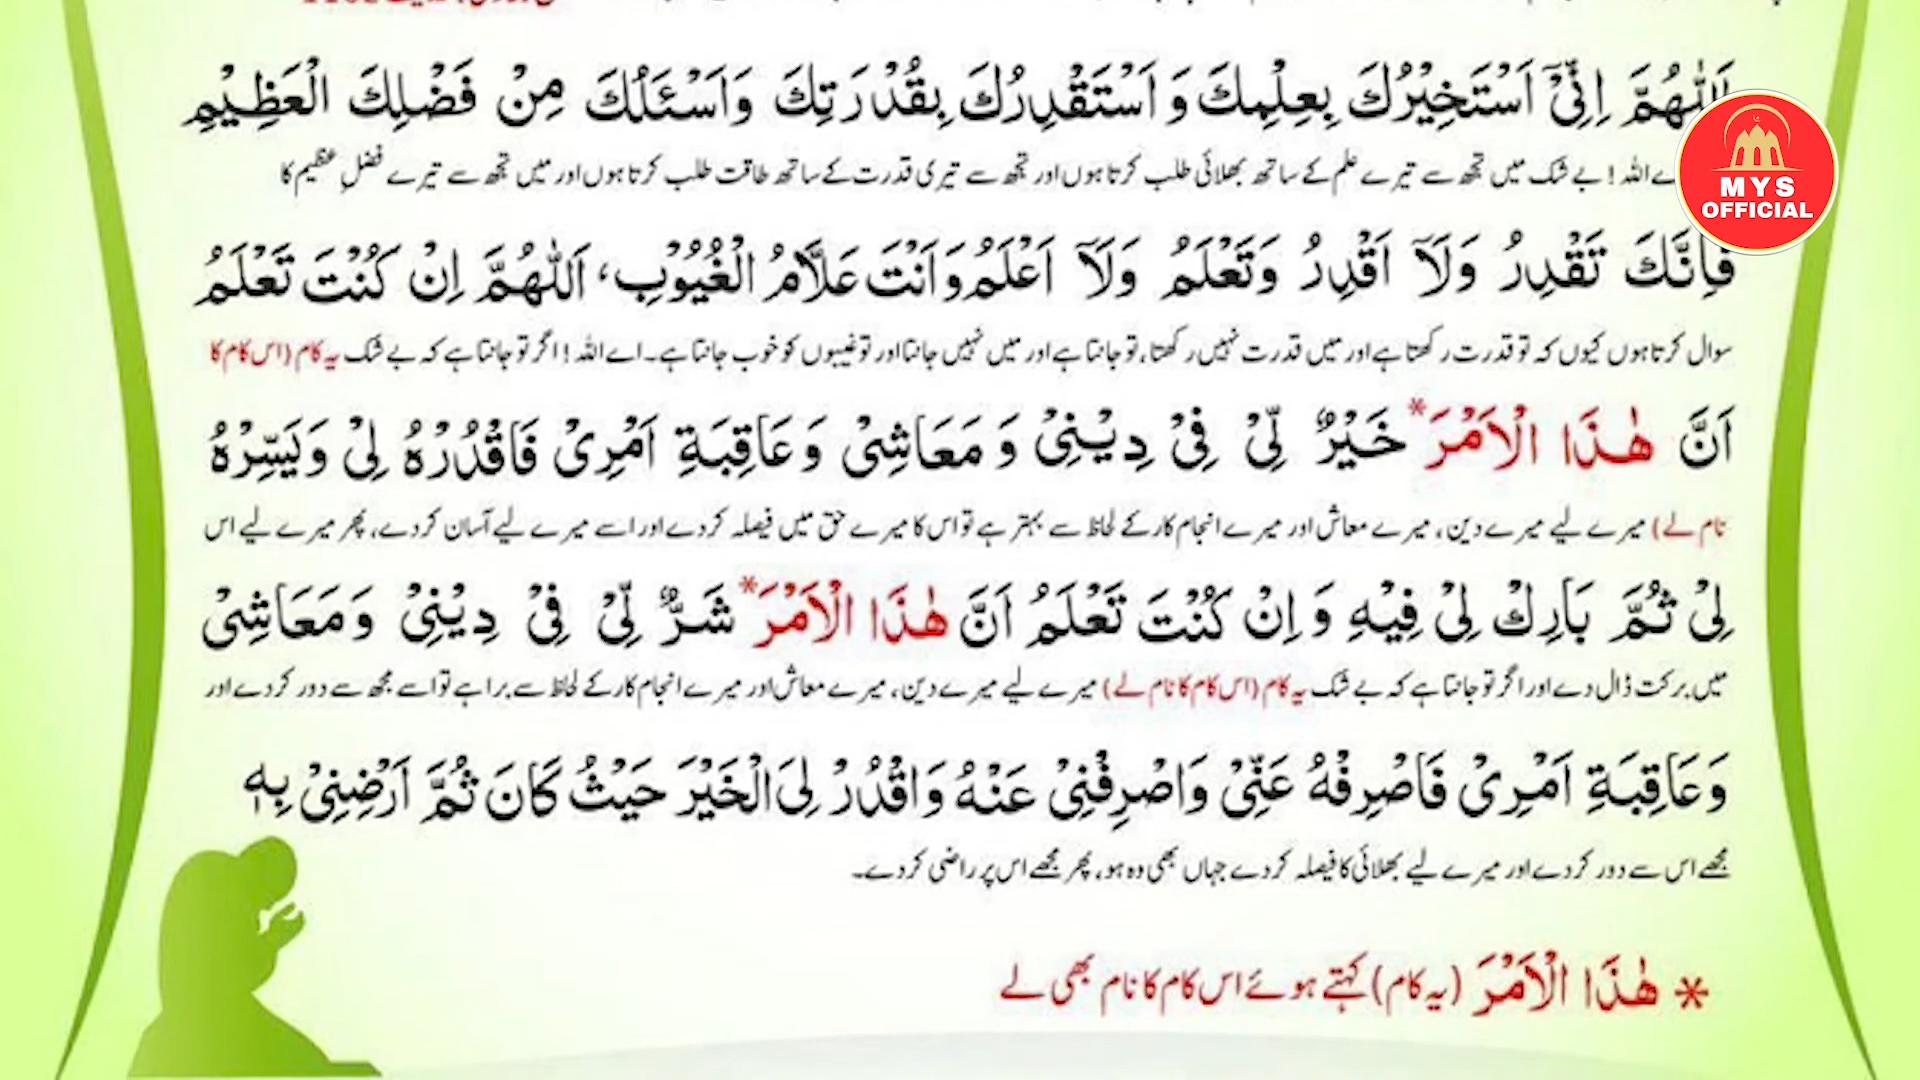 اَللّٰهُمَّ اِنِّیْٓ اَسْتَخِيْرُكَ بِعِلْمِكَ وَ اَسْتَقْدِرُكَ بِقُدْرَتِكَ وَاَسْئَلُكَ مِنْ فَضْلِكَ الْعَظِيْمِ
اللہ ! بے شک میں تجھ سے تیرے علم کے ساتھ بھلائی طلب کرتا ہوں اور تجھ سے تیری قدرت کے ساتھ طاقت طلب کرتا ہوں اور میں تجھ سے تیرے فضلِ عظیم کا
MYS
OFFICIAL
فَاِنَّكَ تَقْدِرُ وَلَآ اَقْدِرُ وَتَعْلَمُ وَلَآ اَعْلَمُ وَاَنْتَ عَلَّامُ الْغُيُوْبِ، اَللّٰهُمَّ اِنْ كُنْتَ تَعْلَمُ
سوال کرتا ہوں کیوں کہ تو قدرت رکھتا ہے اور میں قدرت نہیں رکھتا، تو جانتا ہے اور میں نہیں جانتا اور تو غیبوں کو خوب جانتا ہے۔ اے اللہ ! اگر تو جانتا ہے کہ بے شک یہ کام (اس کام کا
اَنَّ هٰذَا الْاَمْرَ* خَيْرٌ لِّیْ فِیْ دِيْنِیْ وَ مَعَاشِیْ وَعَاقِبَةِ اَمْرِیْ فَاقْدُرْهُ لِیْ وَيَسِّرْهُ
نام لے) میرے لیے میرے دین، میرے معاش اور میرے انجام کار کے لحاظ سے بہتر ہے تو اس کا میرے حق میں فیصلہ کردے اور اسے میرے لیے آسان کردے، پھر میرے لیے اس
لِیْ ثُمَّ بَارِكْ لِیْ فِيْهِ وَ اِنْ كُنْتَ تَعْلَمُ اَنَّ هٰذَا الْاَمْرَ* شَرٌّ لِّیْ فِیْ دِيْنِیْ وَمَعَاشِیْ
میں برکت ڈال دے اور اگر تو جانتا ہے کہ بے شک یہ کام (اس کام کا نام لے) میرے لیے میرے دین، میرے معاش اور میرے انجام کار کے لحاظ سے برا ہے تو اسے مجھ سے دور کردے اور
وَعَاقِبَةِ اَمْرِیْ فَاصْرِفْهُ عَنِّیْ وَاصْرِفْنِیْ عَنْهُ وَاقْدُرْ لِیَ الْخَيْرَ حَيْثُ كَانَ ثُمَّ اَرْضِنِیْ بِهٖ
مجھے اس سے دور کردے اور میرے لیے بھلائی کا فیصلہ کردے جہاں بھی وہ ہو، پھر مجھے اس پر راضی کردے۔
* هٰذَا الْاَمْرَ (یہ کام) کہتے ہوئے اس کام کا نام بھی لے